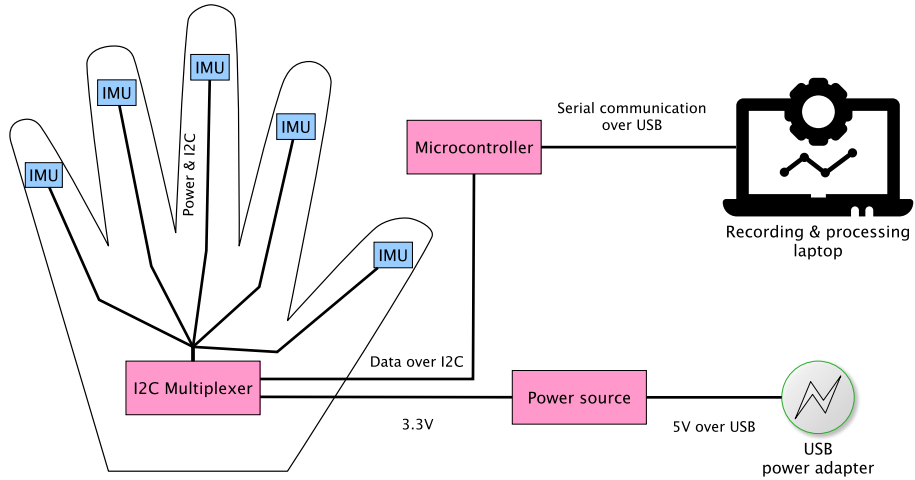 IMU
IMU
IMU
IMU
IMU
Power & I2C
Serial communication
over USB
Microcontroller
Recording & processing
laptop
Data over I2C
I2C Multiplexer
Power source
3.3V
5V over USB
USB
power adapter